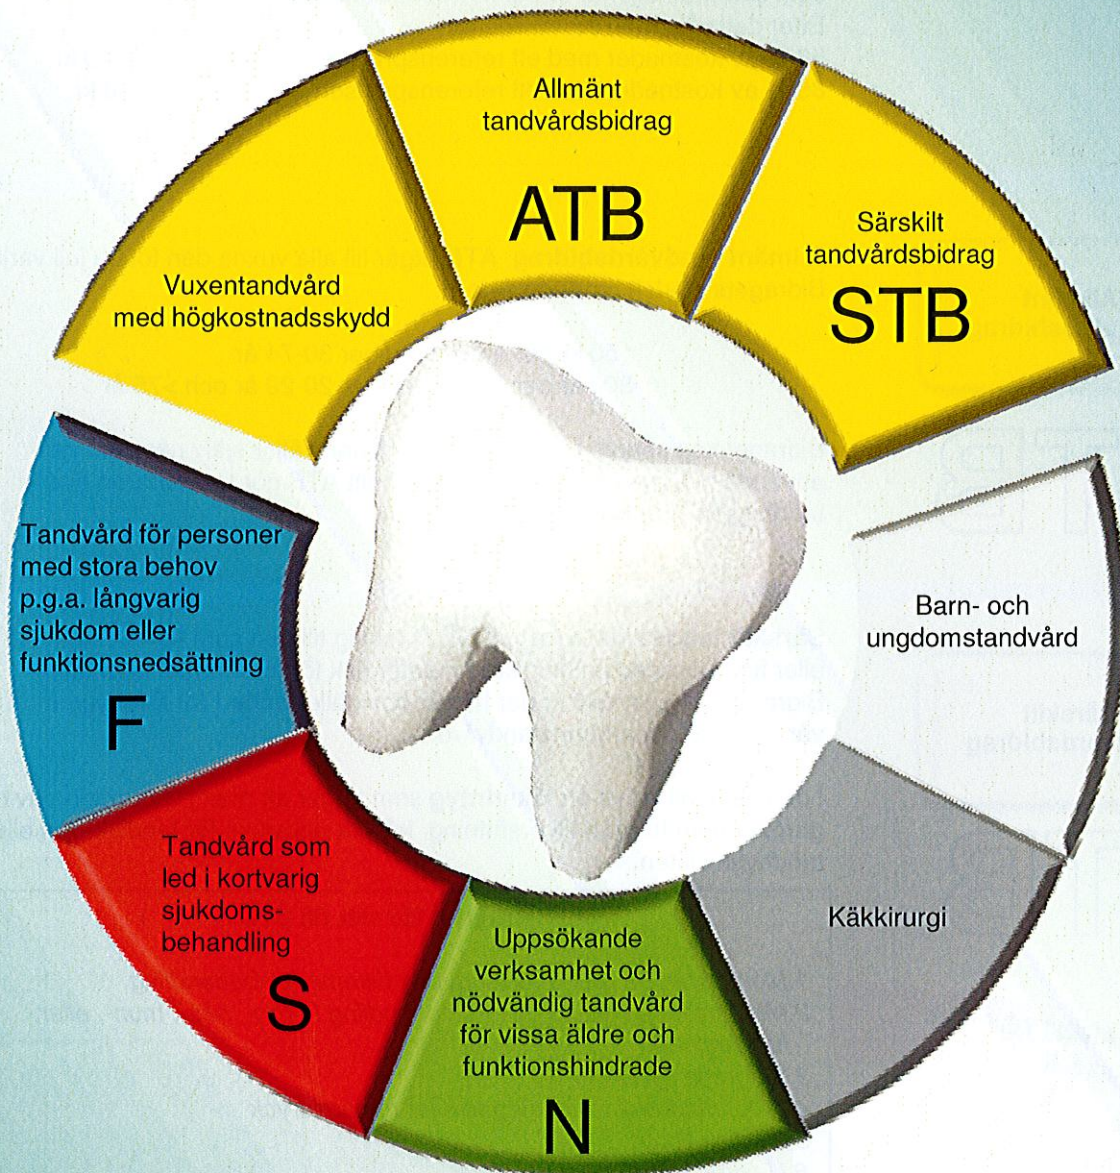 Allmänt
tandvårdsbidrag
ATB
Särskilt
tandvårdsbidrag
STB
Vuxentandvård
med högkostnadsskydd
Tandvård för personer
med stora behov
p.g.a. långvarig
sjukdom eller
funktionsnedsättning
F
Barn- och
ungdomstandvård
Tandvård som
led i kortvarig
sjukdoms-
behandling
S
Käkkirurgi
Uppsökande
verksamhet och
nödvändig tandvård
för vissa äldre och
funktionshindrade
N